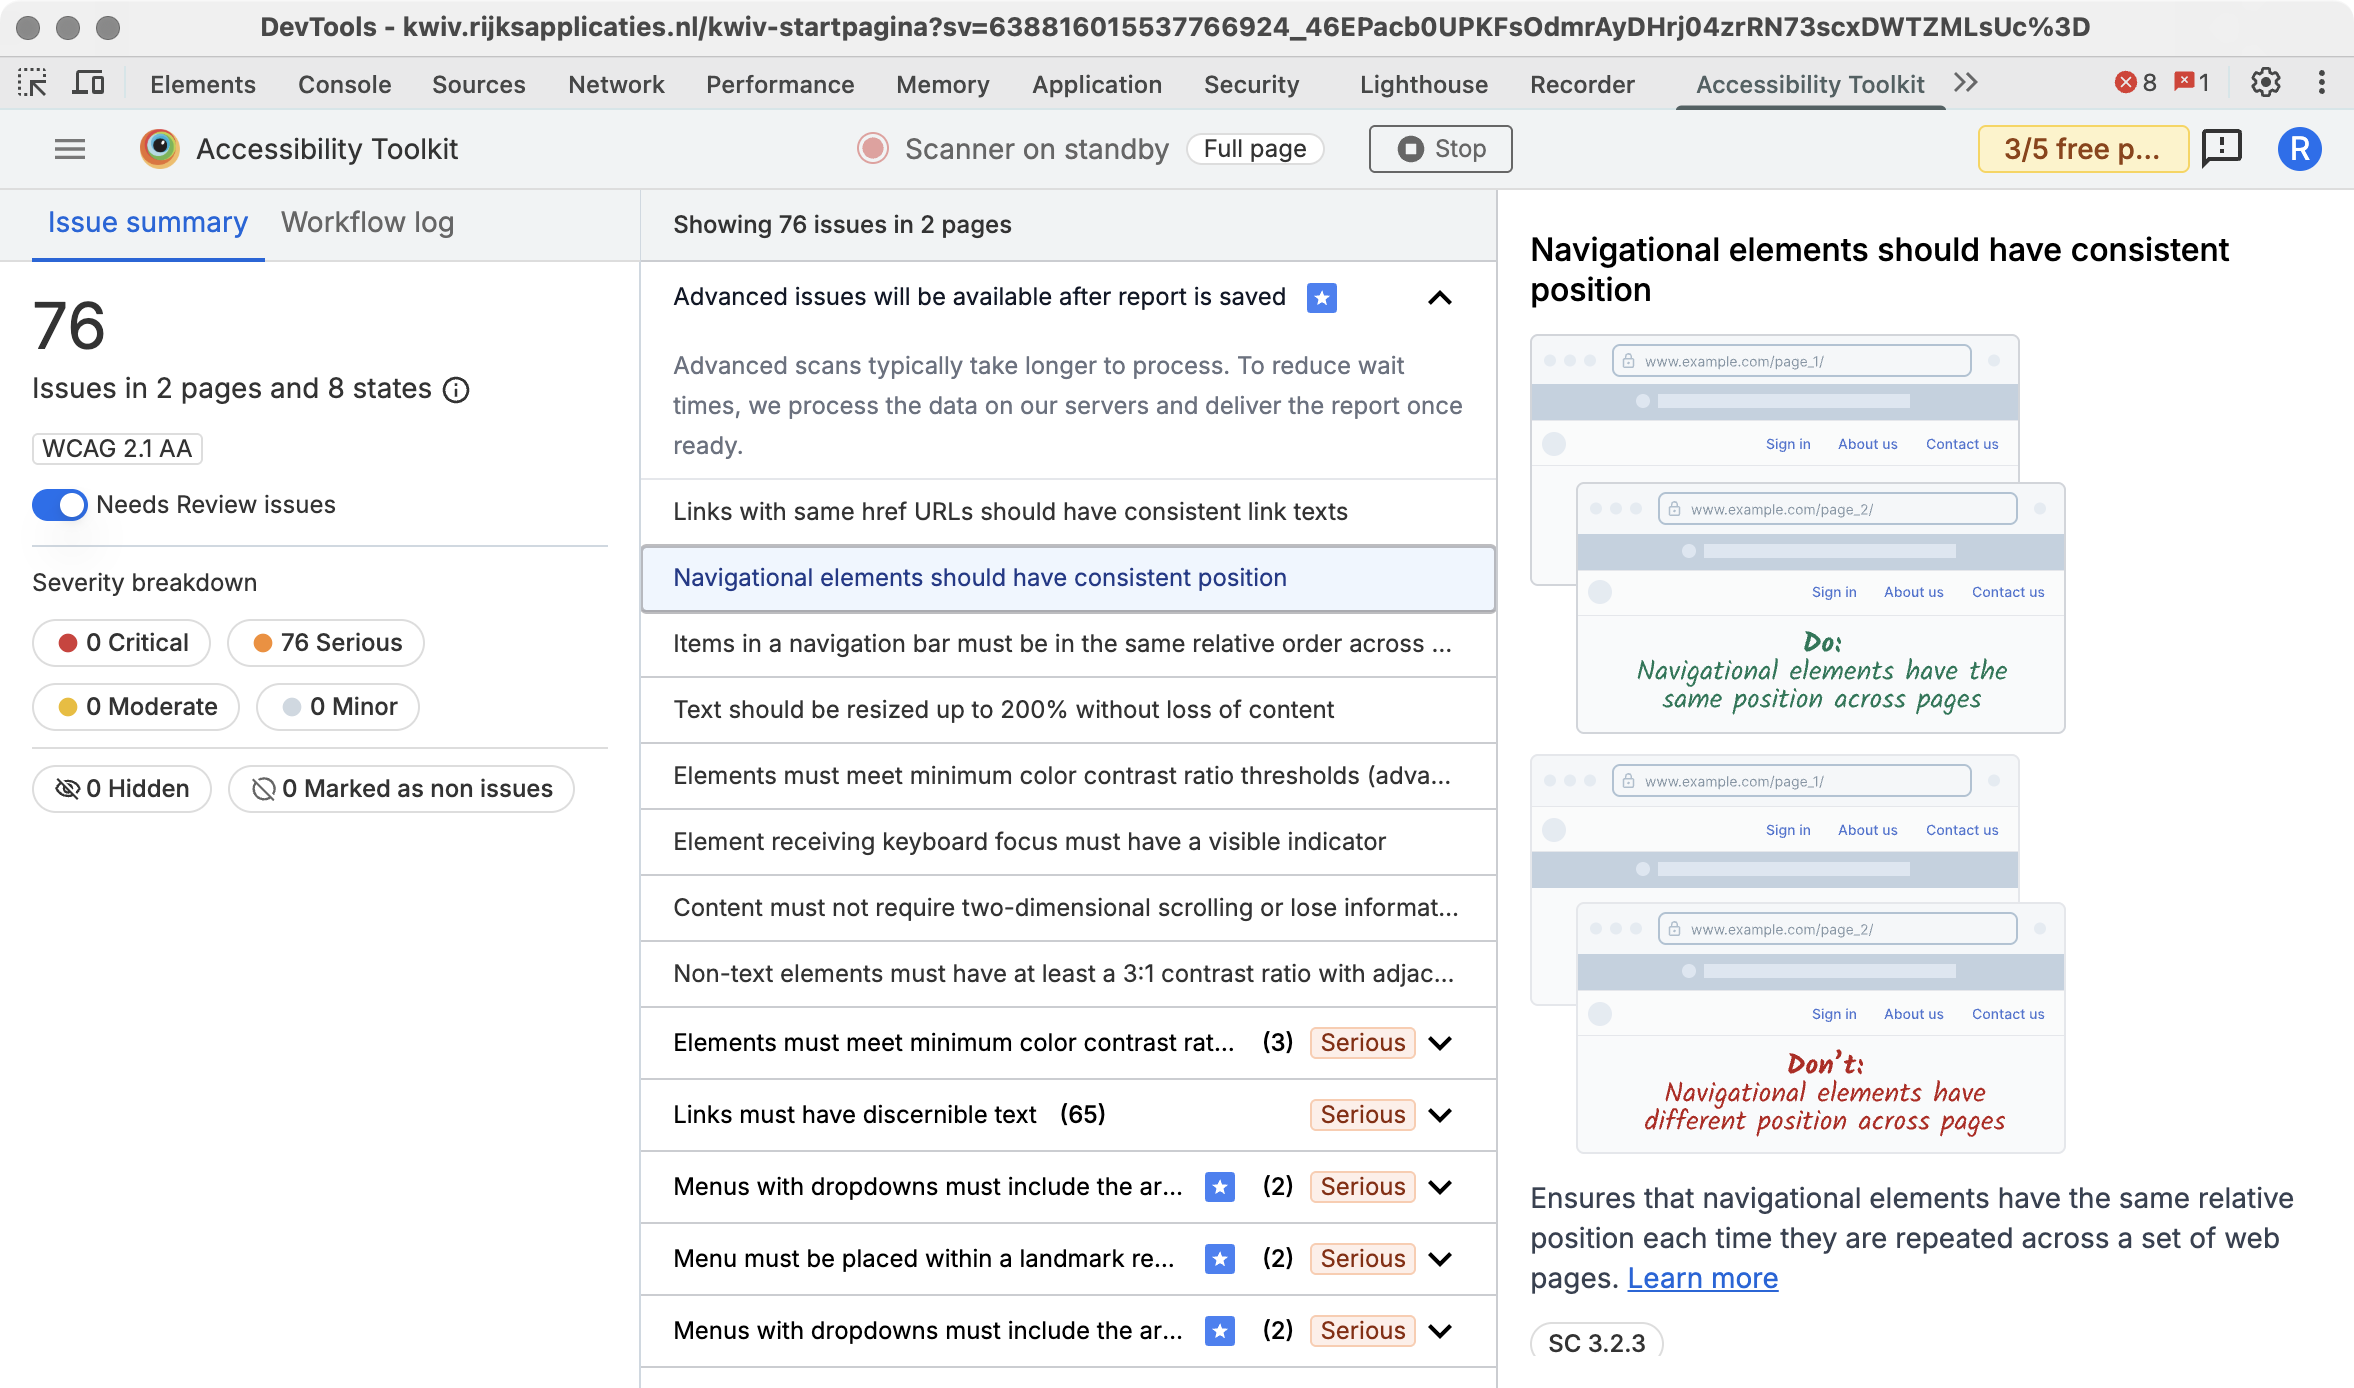 DevTools - kwiv.rijksapplicaties.nl/kwiv-startpagina?sv=638816015537766924_46EPacb0UPKFsOdmrAyDHrj04zrRN73scxDWTZMLsUc%3D
Elements Console Sources Network Performance Memory Application Security Lighthouse Recorder Accessibility Toolkit 8 1
Accessibility Toolkit
Scanner on standby Full page Stop
3/5 free p... R
Issue summary Workflow log
76
Issues in 2 pages and 8 states
WCAG 2.1 AA
Needs Review issues
Severity breakdown
0 Critical 76 Serious
0 Moderate 0 Minor
0 Hidden 0 Marked as non issues
Showing 76 issues in 2 pages
Advanced issues will be available after report is saved
Advanced scans typically take longer to process. To reduce wait
times, we process the data on our servers and deliver the report once
ready.
Links with same href URLs should have consistent link texts
Navigational elements should have consistent position
Items in a navigation bar must be in the same relative order across ...
Text should be resized up to 200% without loss of content
Elements must meet minimum color contrast ratio thresholds (adva...
Element receiving keyboard focus must have a visible indicator
Content must not require two-dimensional scrolling or lose informat...
Non-text elements must have at least a 3:1 contrast ratio with adjac...
Elements must meet minimum color contrast rat... (3) Serious
Links must have discernible text (65) Serious
Menus with dropdowns must include the ar... (2) Serious
Menu must be placed within a landmark re... (2) Serious
Menus with dropdowns must include the ar... (2) Serious
Navigational elements should have consistent
position
www.example.com/page_1/
Sign in About us Contact us
www.example.com/page_2/
Sign in About us Contact us
Do:
Navigational elements have the
same position across pages
www.example.com/page_1/
Sign in About us Contact us
www.example.com/page_2/
Sign in About us Contact us
Don't:
Navigational elements have
different position across pages
Ensures that navigational elements have the same relative
position each time they are repeated across a set of web
pages. Learn more
SC 3.2.3